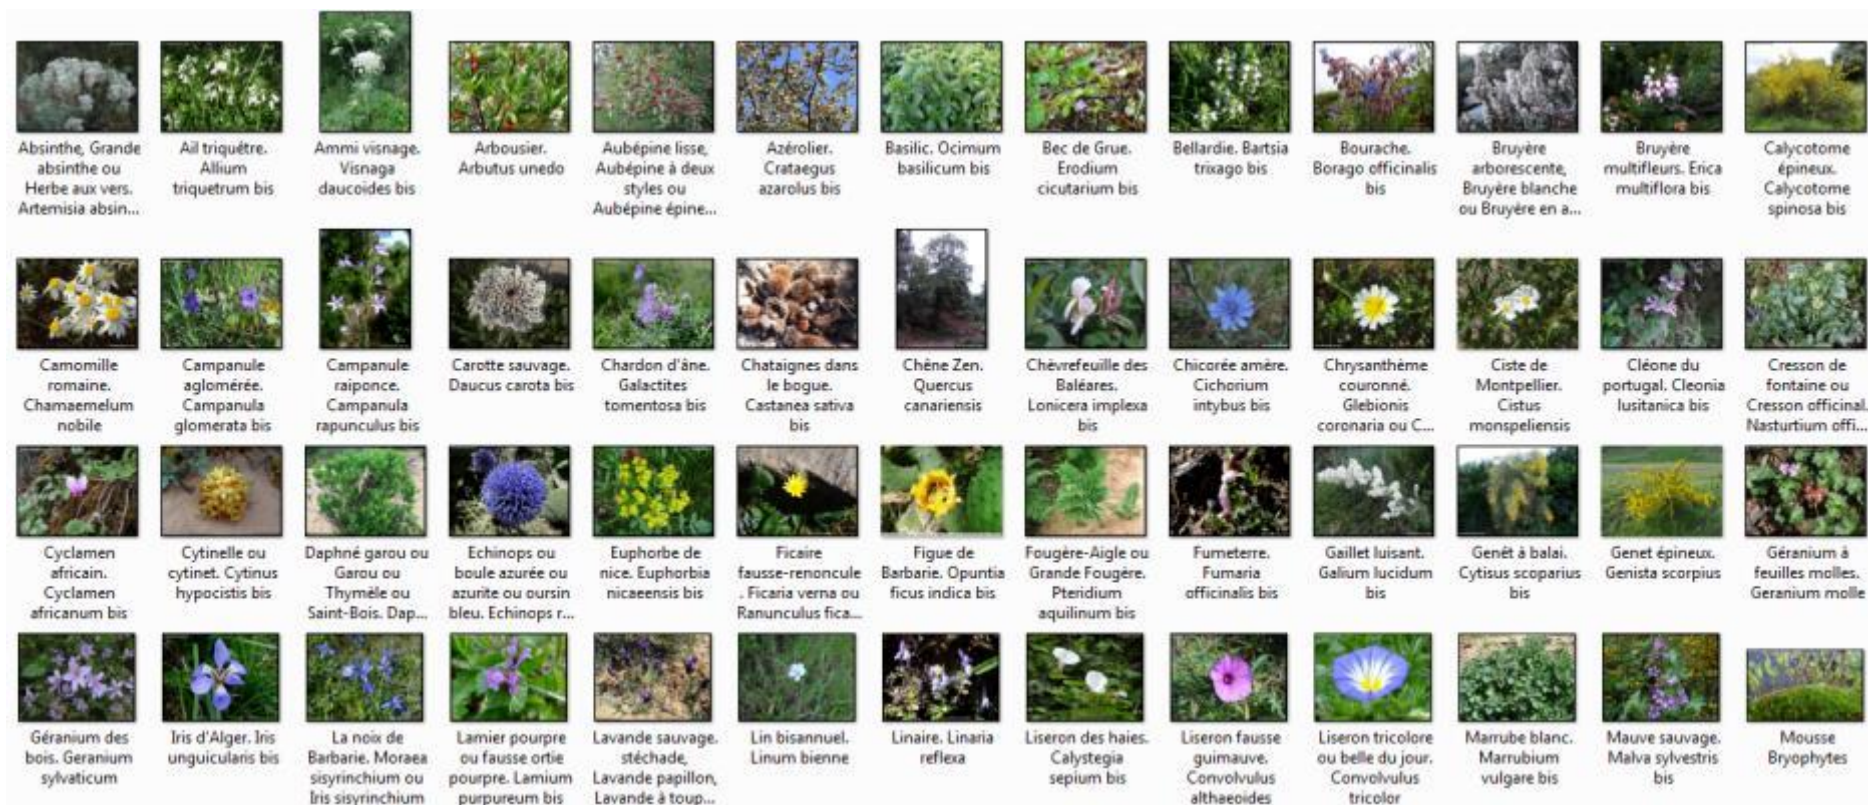 Absinthe, Grande
absinthe ou
Herbe aux vers.
Artemisia absin...
Ail triquètre.
Allium
triquetrum bis
Ammi visnage.
Visnaga
daucoides bis
Arbousier.
Arbutus unedo
Aubépine lisse,
Aubépine à deux
styles ou
Aubépine épine...
Azérolier.
Crataegus
azarolus bis
Basilic. Ocimum
basilicum bis
Bec de Grue.
Erodium
cicutarium bis
Bellardie. Bartsia
trixago bis
Bourache.
Borago officinalis
bis
Bruyère
arborescente,
Bruyère blanche
ou Bruyère en a...
Bruyère
multifleurs. Erica
multiflora bis
Calycotome
épineux.
Calycotome
spinosa bis
Camomille
romaine.
Chamaemelum
nobile
Campanule
aglomérée.
Campanula
glomerata bis
Campanule
raiponce.
Campanula
rapunculus bis
Carotte sauvage.
Daucus carota bis
Chardon d'âne.
Galactites
tomentosa bis
Chataignes dans
le bogue.
Castanea sativa
bis
Chêne Zen.
Quercus
canariensis
Chèvrefeuille des
Baléares.
Lonicera implexa
bis
Chicorée amère.
Cichorium
intybus bis
Chrysanthème
couronné.
Glebionis
coronaria ou C...
Ciste de
Montpellier.
Cistus
monspeliensis
Cléone du
portugal. Cleonia
lusitanica bis
Cresson de
fontaine ou
Cresson officinal.
Nasturtium offi...
Cyclamen
africain.
Cyclamen
africanum bis
Cytinelle ou
cytinet. Cytinus
hypocistis bis
Daphné garou ou
Garou ou
Thymèle ou
Saint-Bois. Dap...
Echinops ou
boule azurée ou
azurite ou oursin
bleu. Echinops r...
Euphorbe de
nice. Euphorbia
nicaeensis bis
Ficaire
fausse-renoncule
. Ficaria verna ou
Ranunculus fica...
Figue de
Barbarie. Opuntia
ficus indica bis
Fougère-Aigle ou
Grande Fougère.
Pteridium
aquilinum bis
Fumeterre.
Fumaria
officinalis bis
Gaillet luisant.
Galium lucidum
bis
Genêt à balai.
Cytisus scoparius
bis
Genet épineux.
Genista scorpius
Géranium à
feuilles molles.
Geranium molle
Géranium des
bois. Geranium
sylvaticum
Iris d'Alger. Iris
unguicularis bis
La noix de
Barbarie. Moraea
sisyrinchium ou
Iris sisyrinchium
Lamier pourpre
ou fausse ortie
pourpre. Lamium
purpureum bis
Lavande sauvage.
stéchade,
Lavande papillon,
Lavande à toup...
Lin bisannuel.
Linum bienne
Linaire. Linaria
reflexa
Liseron des haies.
Calystegia
sepium bis
Liseron fausse
guimauve.
Convolvulus
althaeoides
Liseron tricolore
ou belle du jour.
Convolvulus
tricolor
Marrube blanc.
Marrubium
vulgare bis
Mauve sauvage.
Malva sylvestris
bis
Mousse
Bryophytes